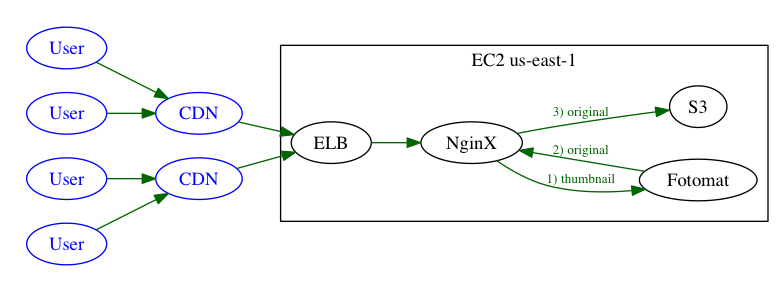 User
User
User
User
CDN
CDN
EC2 us-east-1
ELB
NginX
3) original
2) original
1) thumbnail
S3
Fotomat